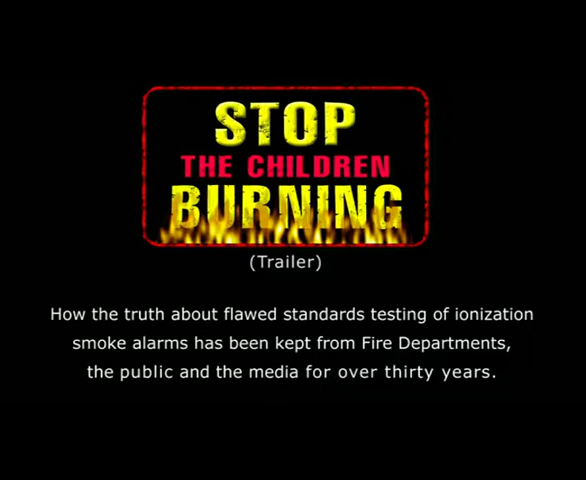 STOP
THE CHILDREN
BURNING
(Trailer)
How the truth about flawed standards testing of ionization
smoke alarms has been kept from Fire Departments,
the public and the media for over thirty years.